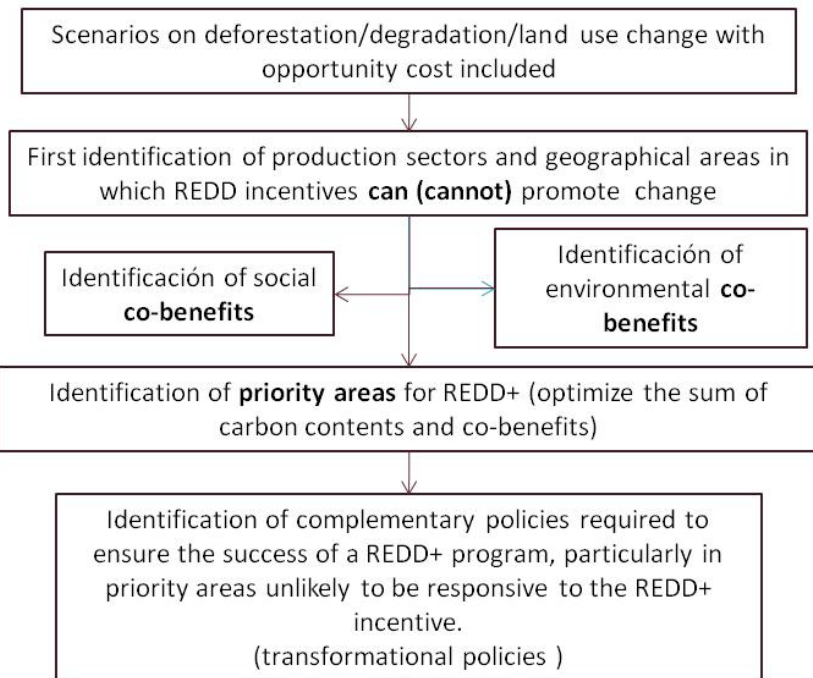 Scenarios on deforestation/degradation/land use change with
opportunity cost included
First identification of production sectors and geographical areas in
which REDD incentives can (cannot) promote change
Identificación of social
co-benefits
Identificación of
environmental co-
benefits
Identification of priority areas for REDD+ (optimize the sum of
carbon contents and co-benefits)
Identification of complementary policies required to
ensure the success of a REDD+ program, particularly in
priority areas unlikely to be responsive to the REDD+
incentive.
(transformational policies )